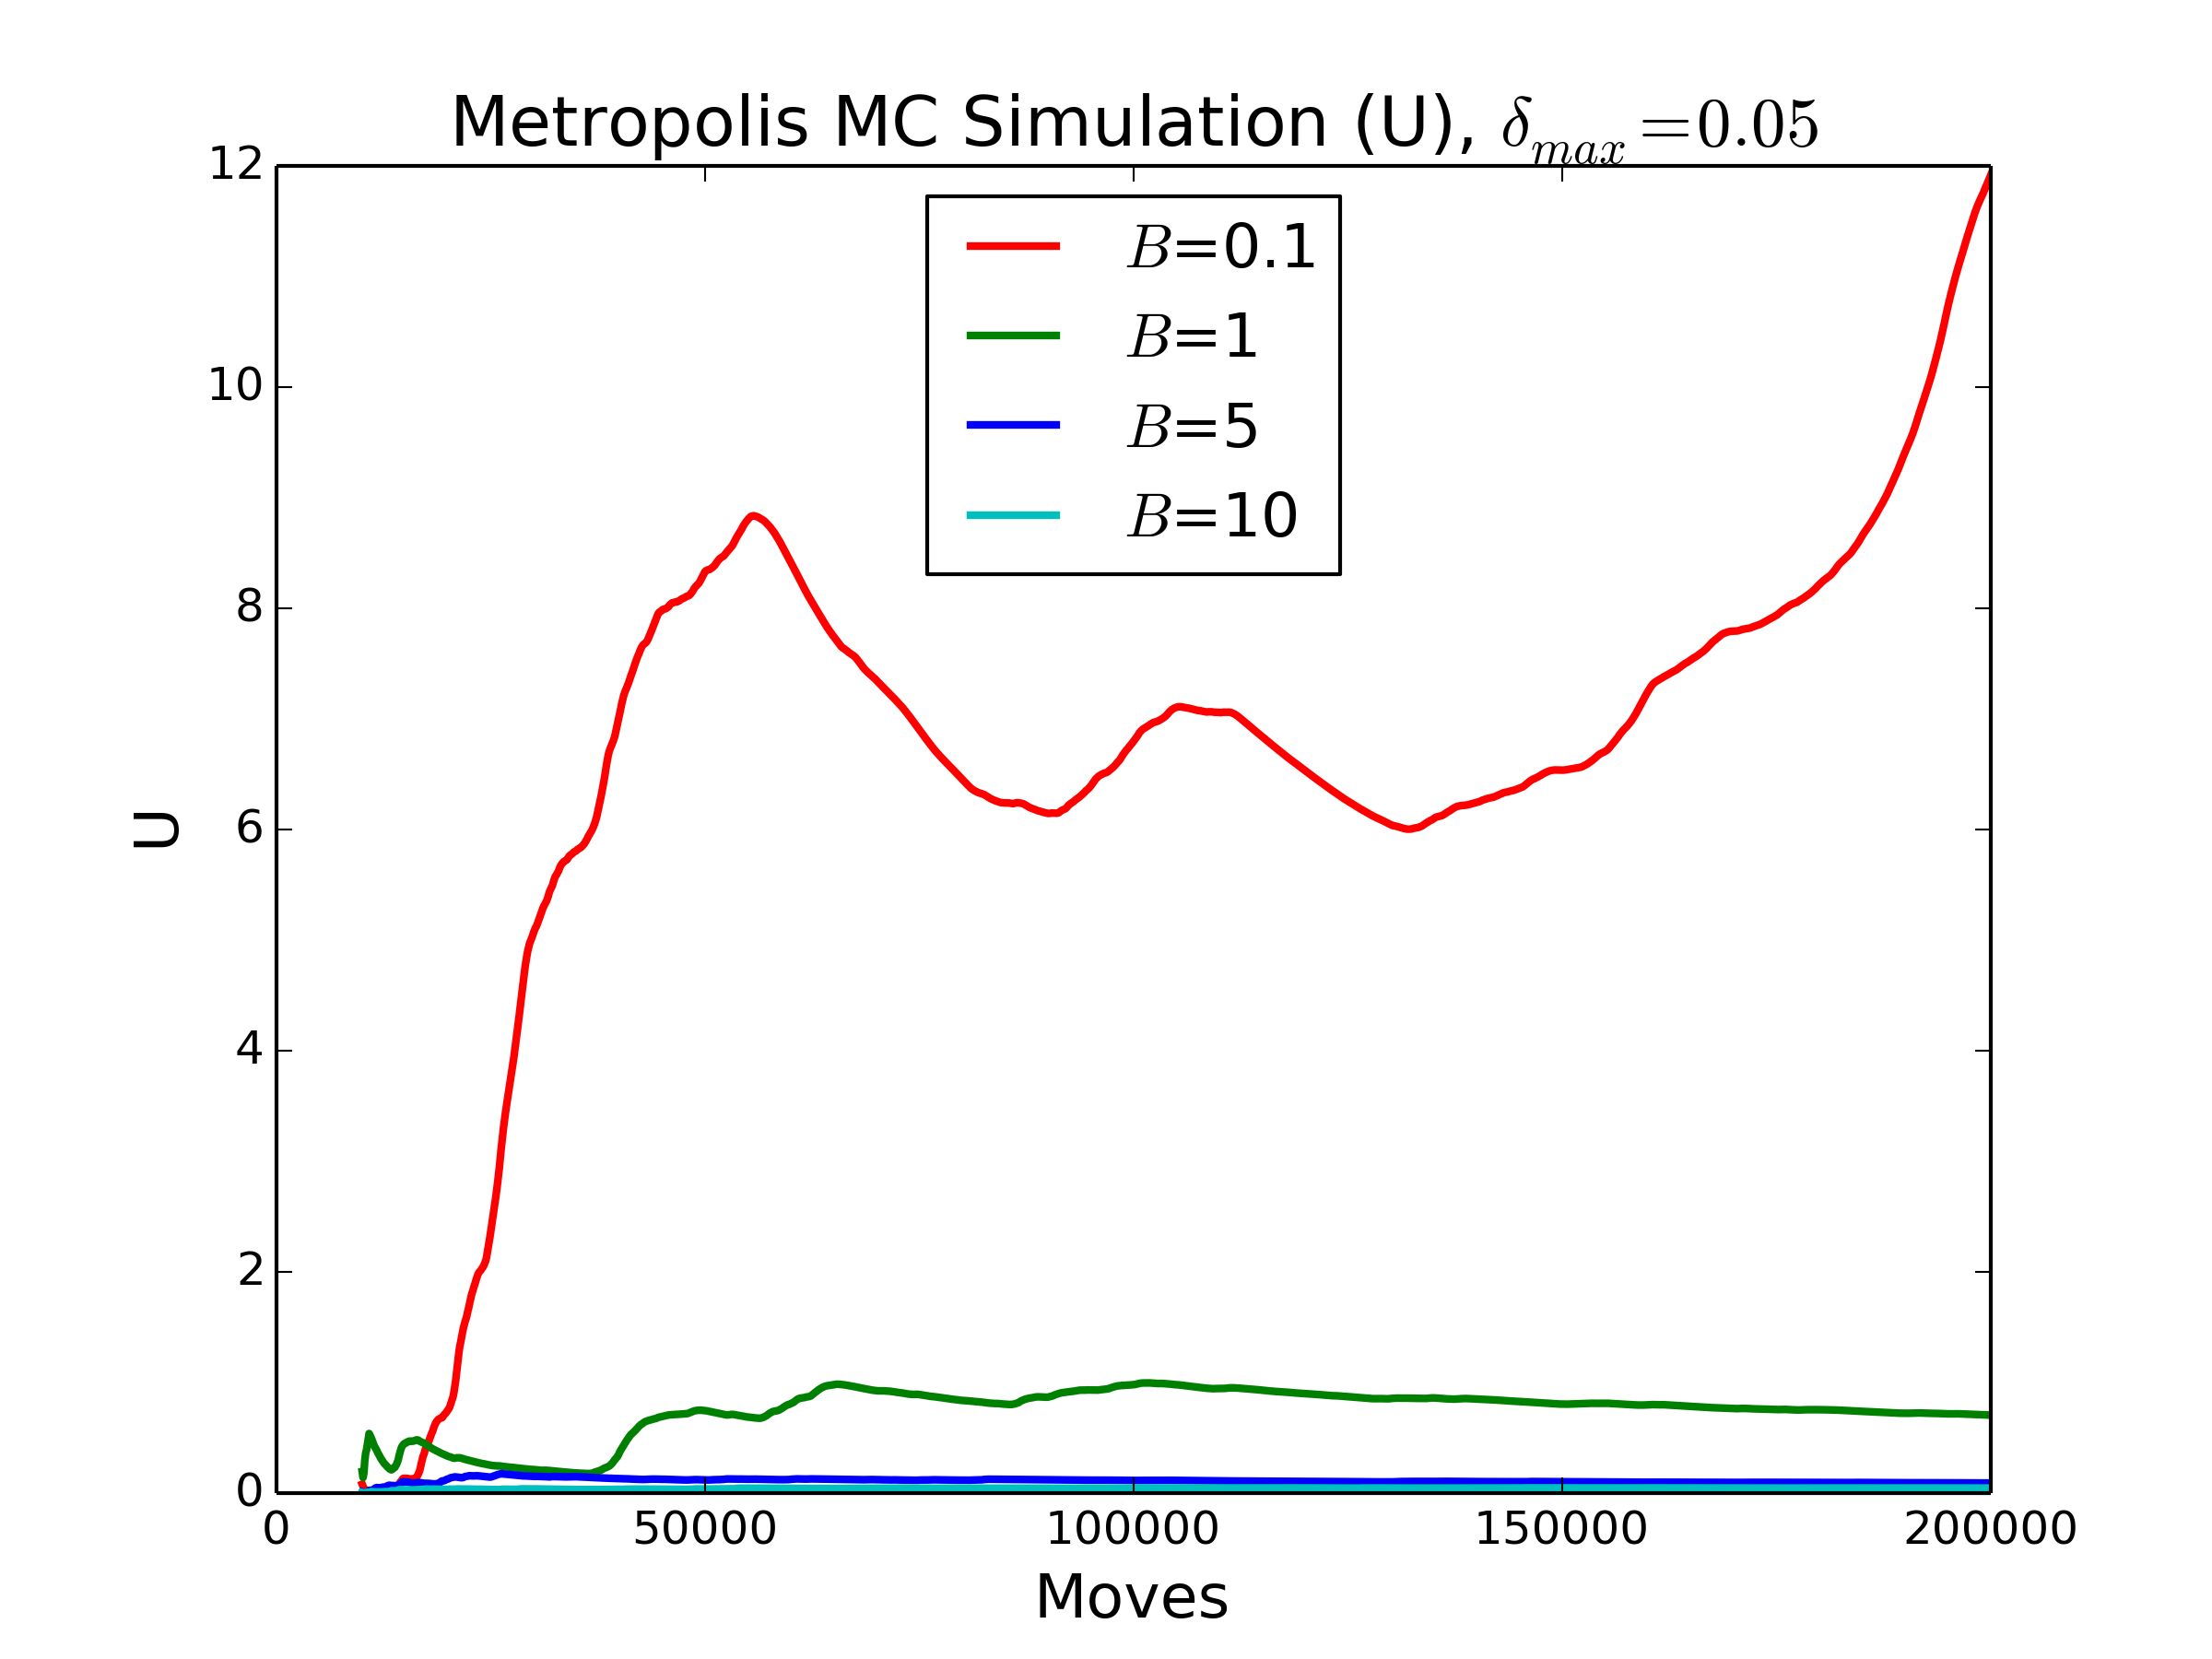 Metropolis MC Simulation (U), δ_max=0.05
12
10
8
6
4
2
0
U
B=0.1
B=1
B=5
B=10
0 50000 100000 150000 200000
Moves